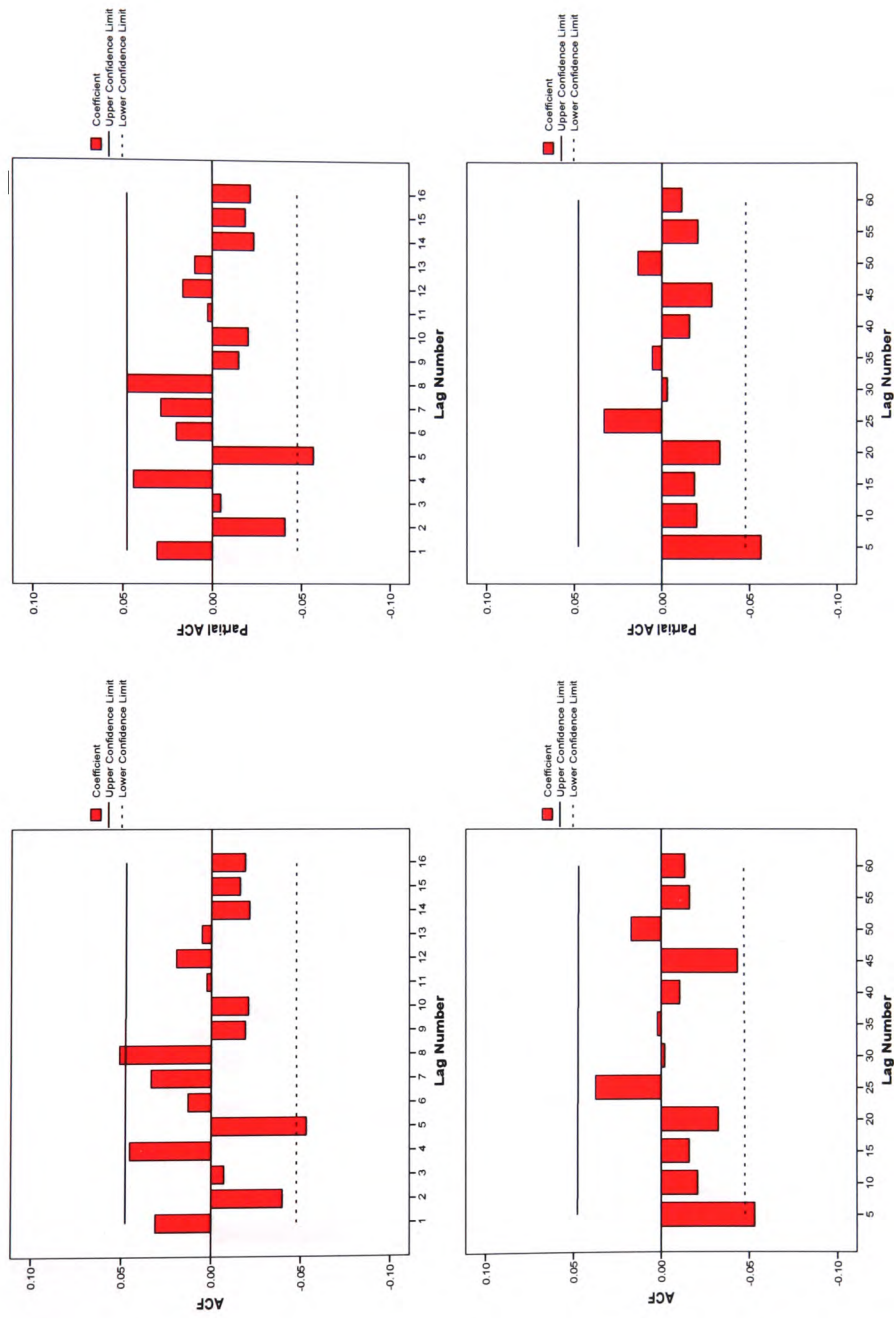 Coefficient
Upper Confidence Limit
Lower Confidence Limit
0.10
0.05
0.00
-0.05
-0.10
ACF
1 2 3 4 5 6 7 8 9 10 11 12 13 14 15 16
Lag Number
Coefficient
Upper Confidence Limit
Lower Confidence Limit
0.10
0.05
0.00
-0.05
-0.10
Partial ACF
1 2 3 4 5 6 7 8 9 10 11 12 13 14 15 16
Lag Number
Coefficient
Upper Confidence Limit
Lower Confidence Limit
0.10
0.05
0.00
-0.05
-0.10
ACF
5 10 15 20 25 30 35 40 45 50 55 60
Lag Number
Coefficient
Upper Confidence Limit
Lower Confidence Limit
0.10
0.05
0.00
-0.05
-0.10
Partial ACF
5 10 15 20 25 30 35 40 45 50 55 60
Lag Number